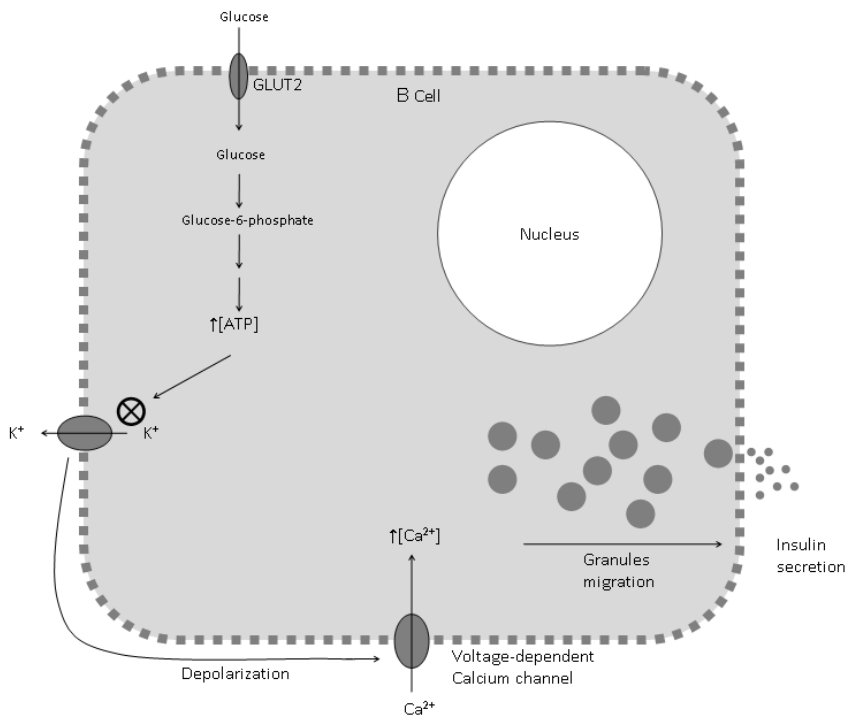 Glucose
GLUT2
B Cell
Glucose
Glucose-6-phosphate
Nucleus
↑[ATP]
K⁺
K⁺
↑[Ca²⁺]
Granules
migration
Insulin
secretion
Depolarization
Voltage-dependent
Calcium channel
Ca²⁺